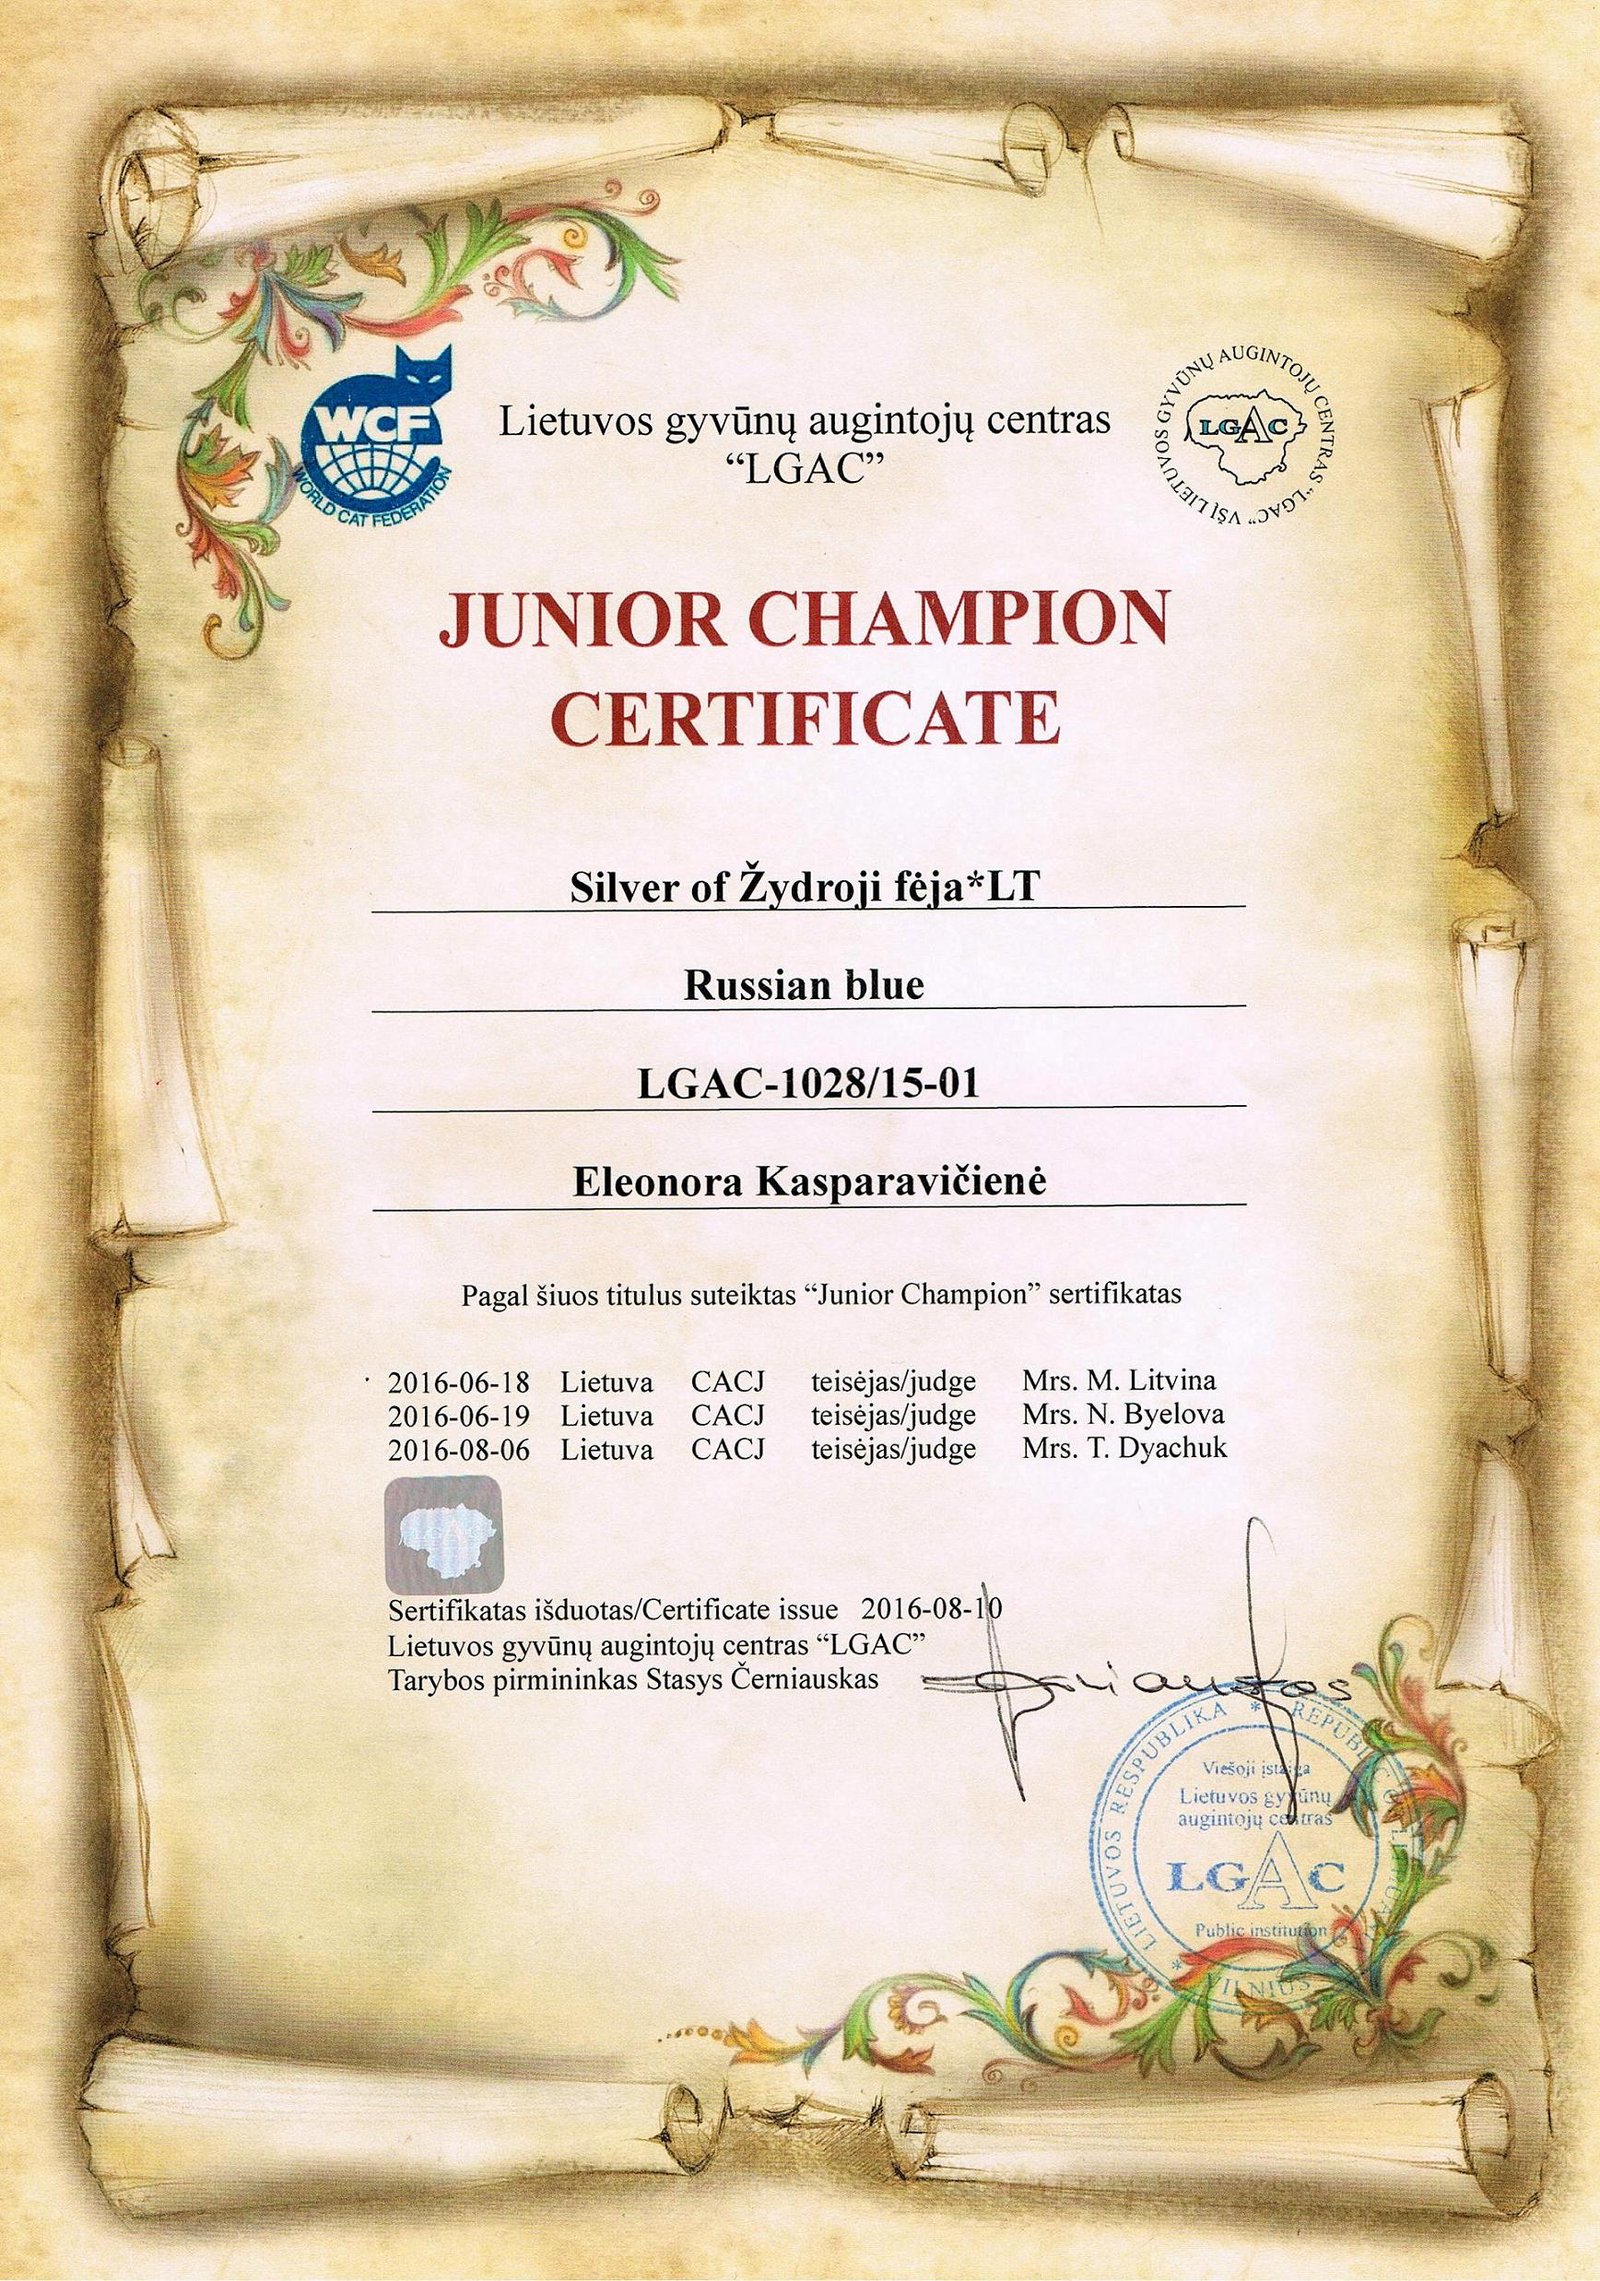 WCF
WORLD CAT FEDERATION
Lietuvos gyvūnų augintojų centras
“LGAC”
VŠĮ LIETUVOS GYVŪNŲ AUGINTOJŲ CENTRAS "LGAC"
LGAC
JUNIOR CHAMPION
CERTIFICATE
Silver of Žydroji fėja*LT
Russian blue
LGAC-1028/15-01
Eleonora Kasparavičienė
Pagal šiuos titulus suteiktas “Junior Champion” sertifikatas
2016-06-18 Lietuva CACJ teisėjas/judge Mrs. M. Litvina
2016-06-19 Lietuva CACJ teisėjas/judge Mrs. N. Byelova
2016-08-06 Lietuva CACJ teisėjas/judge Mrs. T. Dyachuk
LGAC
Sertifikatas išduotas/Certificate issue 2016-08-10
Lietuvos gyvūnų augintojų centras “LGAC”
Tarybos pirmininkas Stasys Černiauskas
LIETUVOS RESPUBLIKA *
VILNIUS *
Viešoji įstaiga
Lietuvos gyvūnų
augintojų centras
LGAC
Public institution